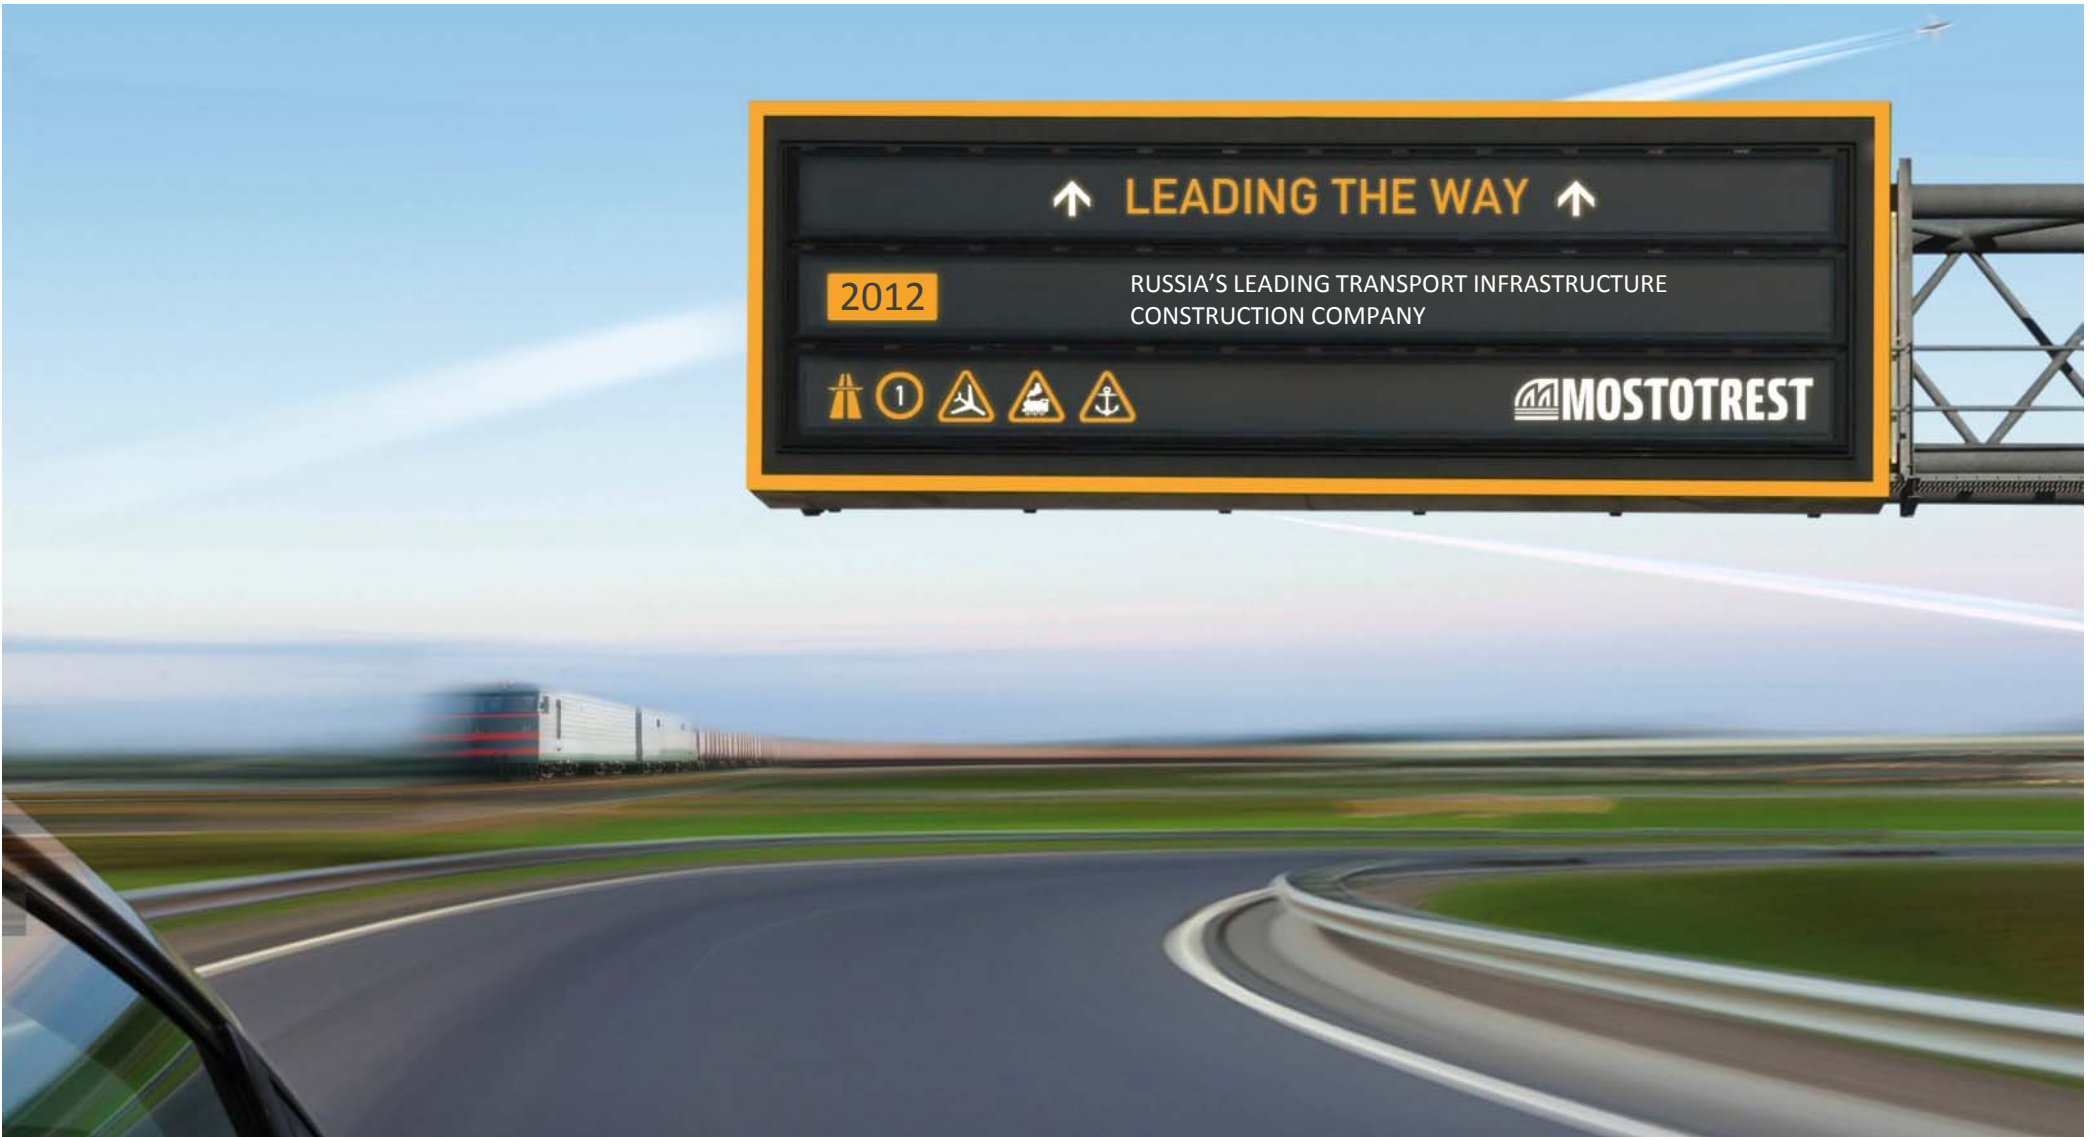 LEADING THE WAY
2012
RUSSIA'S LEADING TRANSPORT INFRASTRUCTURE
CONSTRUCTION COMPANY
1
MOSTOTREST